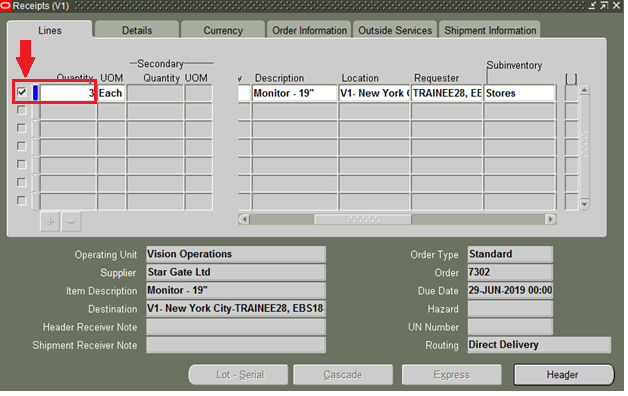 Receipts (V1)
Lines Details Currency Order Information Outside Services Shipment Information
Secondary
Subinventory
Quantity UOM Quantity UOM Description Location Requester [ ]
3 Each Monitor - 19" V1- New York C TRAINEE28, EB Stores
Operating Unit Vision Operations
Order Type Standard
Supplier Star Gate Ltd
Order 7302
Item Description Monitor - 19"
Due Date 29-JUN-2019 00:00
Destination V1- New York City-TRAINEE28, EBS18-
Hazard
Header Receiver Note
UN Number
Shipment Receiver Note
Routing Direct Delivery
Lot - Serial Cascade Express Header